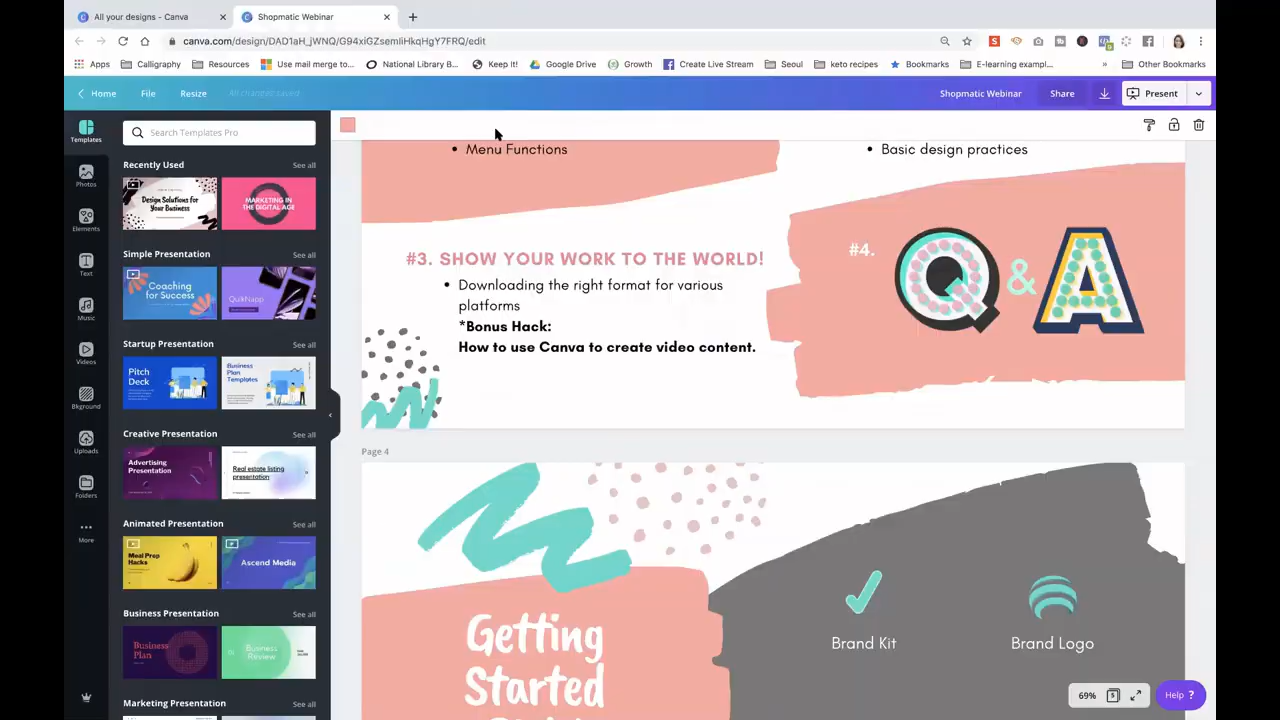 All your designs - Canva
Shopmatic Webinar
canva.com/design/DAD1aH_jWNQ/G94xiGZsemIiHkqHgY7FRQ/edit
Apps
Calligraphy
Resources
Use mail merge to...
National Library B...
Keep It!
Google Drive
Growth
Create Live Stream
Seoul
keto recipes
Bookmarks
E-learning exampl...
»
Other Bookmarks
Home
File
Resize
All changes saved
Shopmatic Webinar
Share
Present
Templates
Photos
Elements
Text
Music
Videos
Bkground
Uploads
Folders
More
Search Templates Pro
Recently Used
See all
Design Solutions for
Your Business
MARKETING IN
THE DIGITAL AGE
Simple Presentation
See all
Coaching
for Success
QuikNapp
Startup Presentation
See all
Pitch
Deck
Business
Plan
Templates
Creative Presentation
See all
Advertising
Presentation
Real estate listing
presentation
Animated Presentation
See all
Meal Prep
Hacks
Ascend Media
Business Presentation
See all
Business
Plan
Business
Review
Marketing Presentation
See all
• Menu Functions
• Basic design practices
#3. SHOW YOUR WORK TO THE WORLD!
• Downloading the right format for various
platforms
*Bonus Hack:
How to use Canva to create video content.
#4.
Q & A
Page 4
Getting
Started
Brand Kit
Brand Logo
69%
5
Help ?